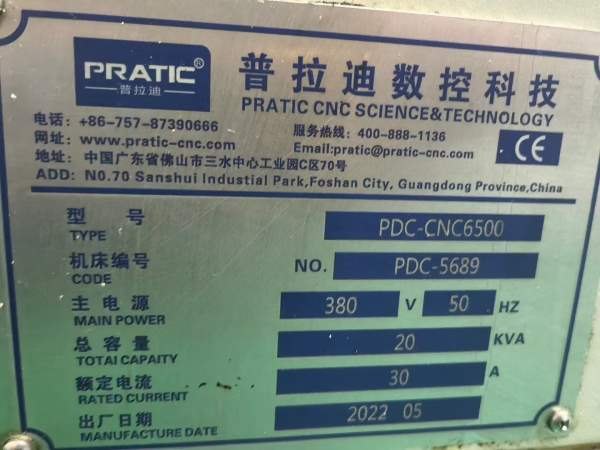 PRATIC®
普拉迪
普拉迪数控科技
PRATIC CNC SCIENCE&TECHNOLOGY
电话: +86-757-87390666
服务热线: 400-888-1136
网址: www.pratic-cnc.com
Email:pratic@pratic-cnc.com
CE
地址: 中国广东省佛山市三水中心工业园C区70号
ADD: N0.70 Sanshui Industial Park,Foshan City, Guangdong Province,China
型 号
TYPE
PDC-CNC6500
机床编号
CODE
NO. PDC-5689
主电源
MAIN POWER
380 V 50 HZ
总容量
TOTAI CAPAITY
20 KVA
额定电流
RATED CURRENT
30 A
出厂日期
MANUFACTURE DATE
2022 05